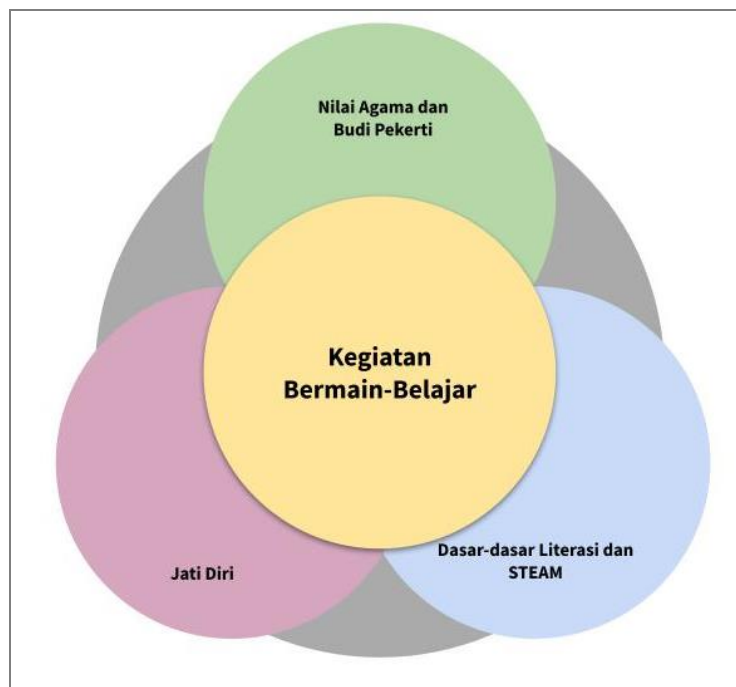 Nilai Agama dan
Budi Pekerti
Kegiatan
Bermain-Belajar
Jati Diri
Dasar-dasar Literasi dan
STEAM